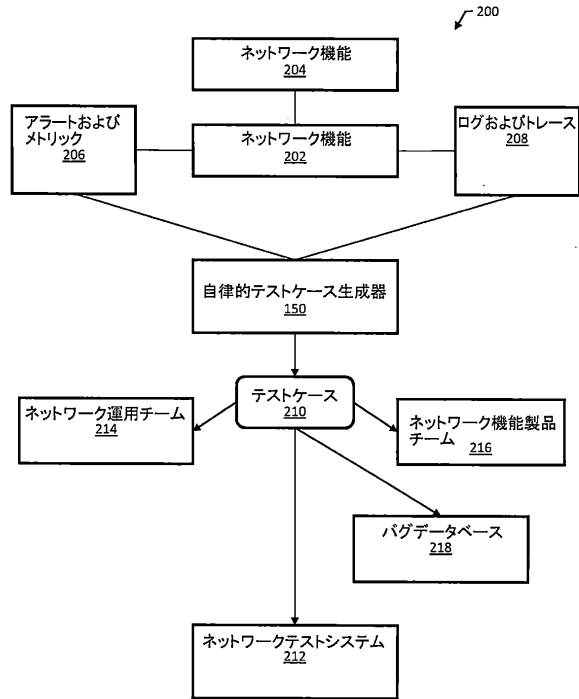 200
ネットワーク機能
204
アラートおよび
メトリック
206
ネットワーク機能
202
ログおよびトレース
208
自律的テストケース生成器
150
テストケース
210
ネットワーク運用チーム
214
ネットワーク機能製品
チーム
216
バグデータベース
218
ネットワークテストシステム
212